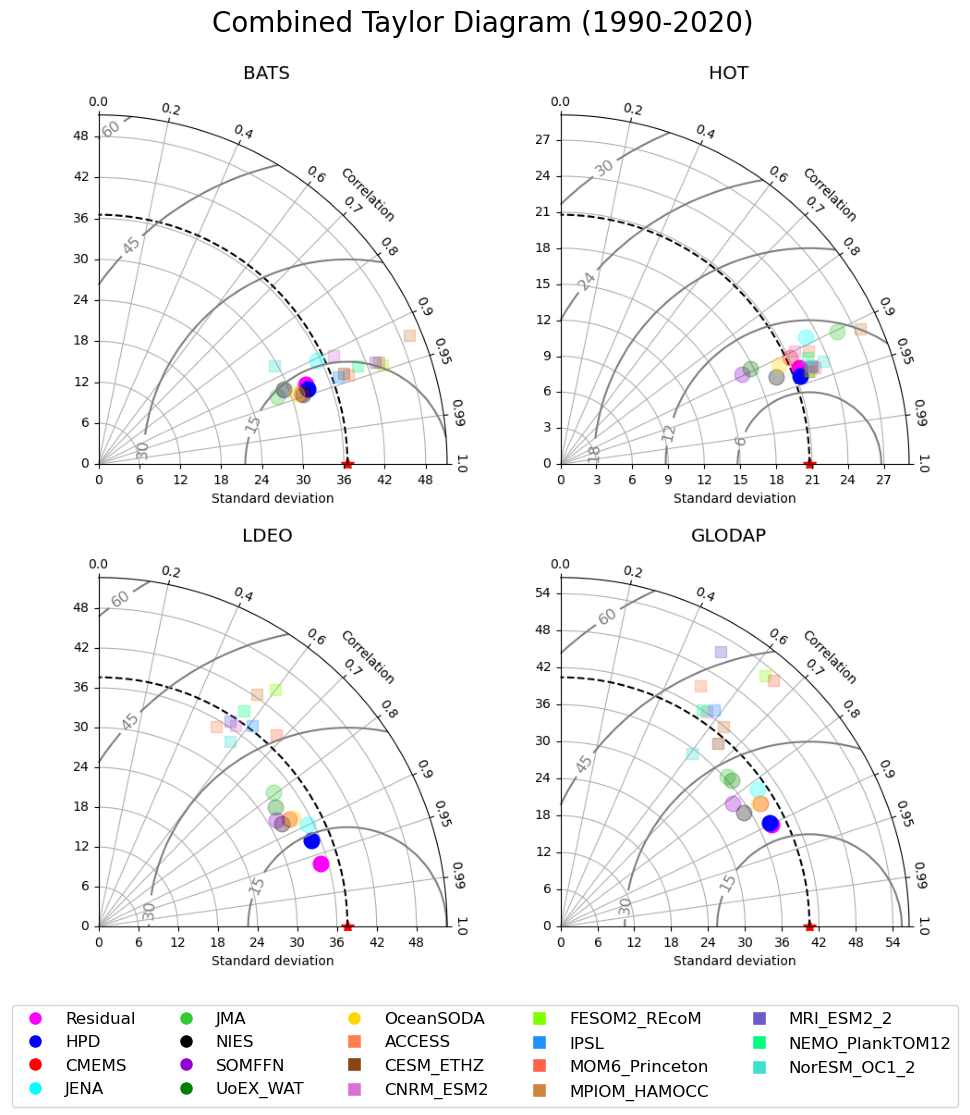 Combined Taylor Diagram (1990-2020)
BATS
0.0
0.2
0.4
0.6
0.7
0.8
0.9
0.95
0.99
1.0
Correlation
48
42
36
30
24
18
12
6
0
60
45
30
15
0 6 12 18 24 30 36 42 48
Standard deviation
HOT
0.0
0.2
0.4
0.6
0.7
0.8
0.9
0.95
0.99
1.0
Correlation
27
24
21
18
15
12
9
6
3
0
30
24
18
12
6
0 3 6 9 12 15 18 21 24 27
Standard deviation
LDEO
0.0
0.2
0.4
0.6
0.7
0.8
0.9
0.95
0.99
1.0
Correlation
48
42
36
30
24
18
12
6
0
60
45
30
15
0 6 12 18 24 30 36 42 48
Standard deviation
GLODAP
0.0
0.2
0.4
0.6
0.7
0.8
0.9
0.95
0.99
1.0
Correlation
54
48
42
36
30
24
18
12
6
0
60
45
30
15
0 6 12 18 24 30 36 42 48 54
Standard deviation
Residual
HPD
CMEMS
JENA
JMA
NIES
SOMFFN
UoEX_WAT
OceanSODA
ACCESS
CESM_ETHZ
CNRM_ESM2
FESOM2_REcoM
IPSL
MOM6_Princeton
MPIOM_HAMOCC
MRI_ESM2_2
NEMO_PlankTOM12
NorESM_OC1_2